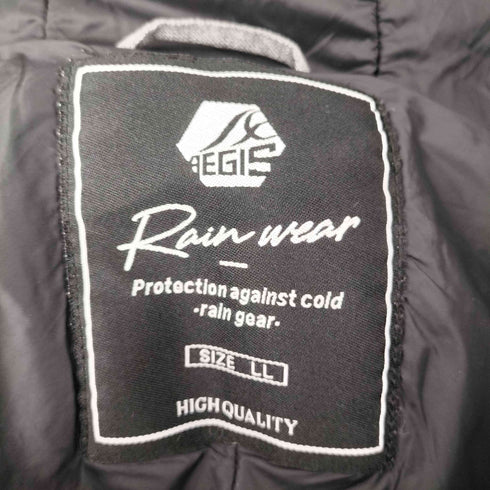 AEGIS
Rain wear
Protection against cold
-rain gear-
SIZE LL
HIGH QUALITY